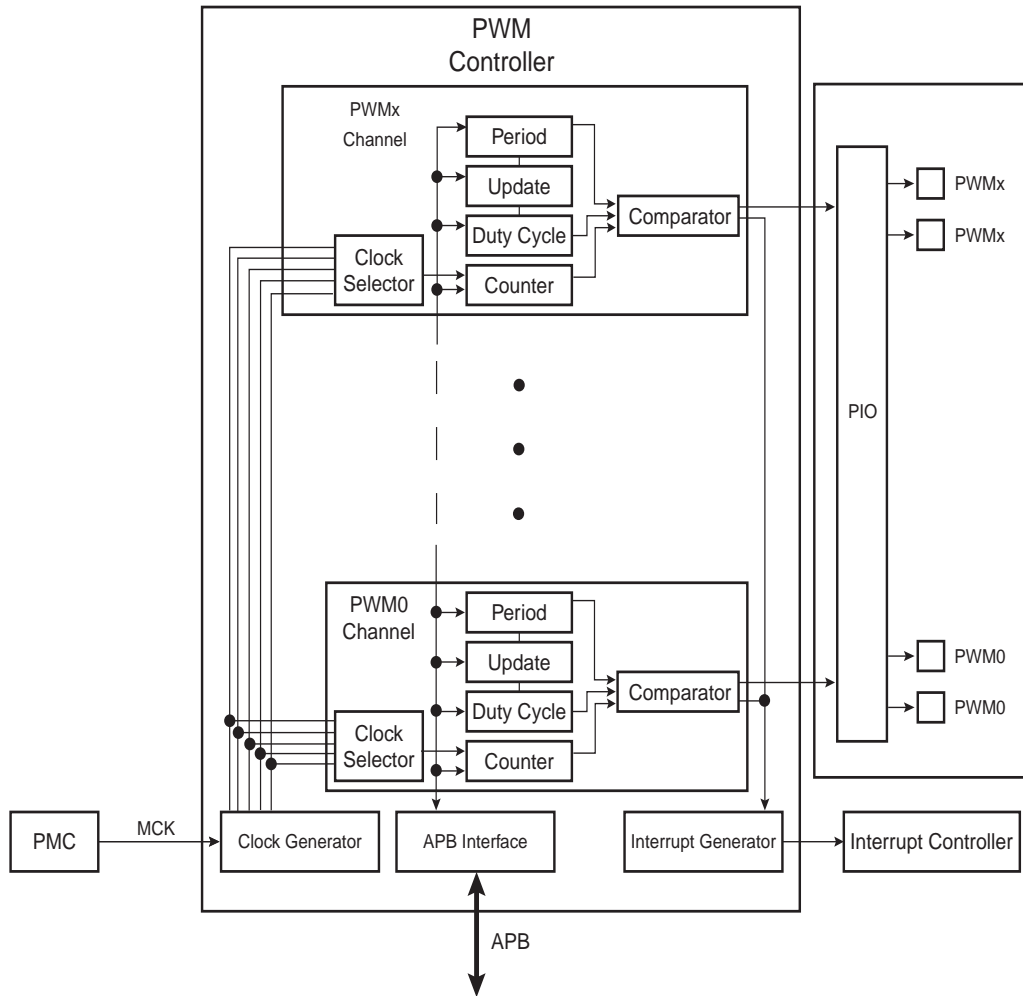 PWM
Controller
PWMx
Channel
Period
Update
Duty Cycle
Counter
Clock
Selector
Comparator
PIO
PWMx
PWMx
PWM0
Channel
Period
Update
Duty Cycle
Counter
Clock
Selector
Comparator
PWM0
PWM0
PMC
MCK
Clock Generator
APB Interface
Interrupt Generator
Interrupt Controller
APB